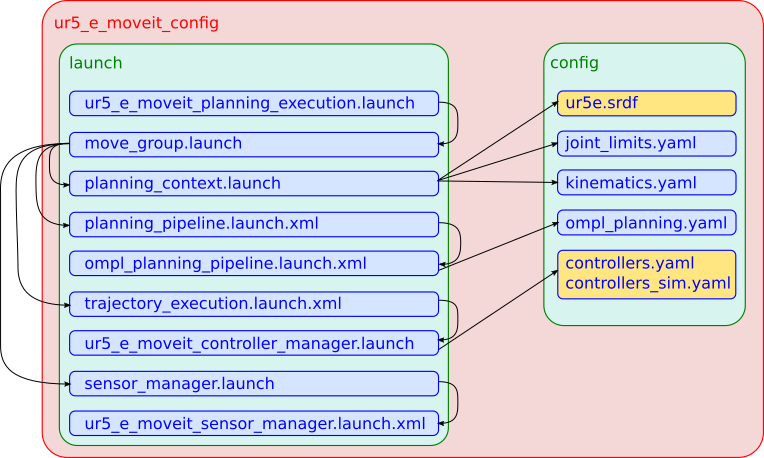 ur5_e_moveit_config
launch
ur5_e_moveit_planning_execution.launch
move_group.launch
planning_context.launch
planning_pipeline.launch.xml
ompl_planning_pipeline.launch.xml
trajectory_execution.launch.xml
ur5_e_moveit_controller_manager.launch
sensor_manager.launch
ur5_e_moveit_sensor_manager.launch.xml
config
ur5e.srdf
joint_limits.yaml
kinematics.yaml
ompl_planning.yaml
controllers.yaml
controllers_sim.yaml